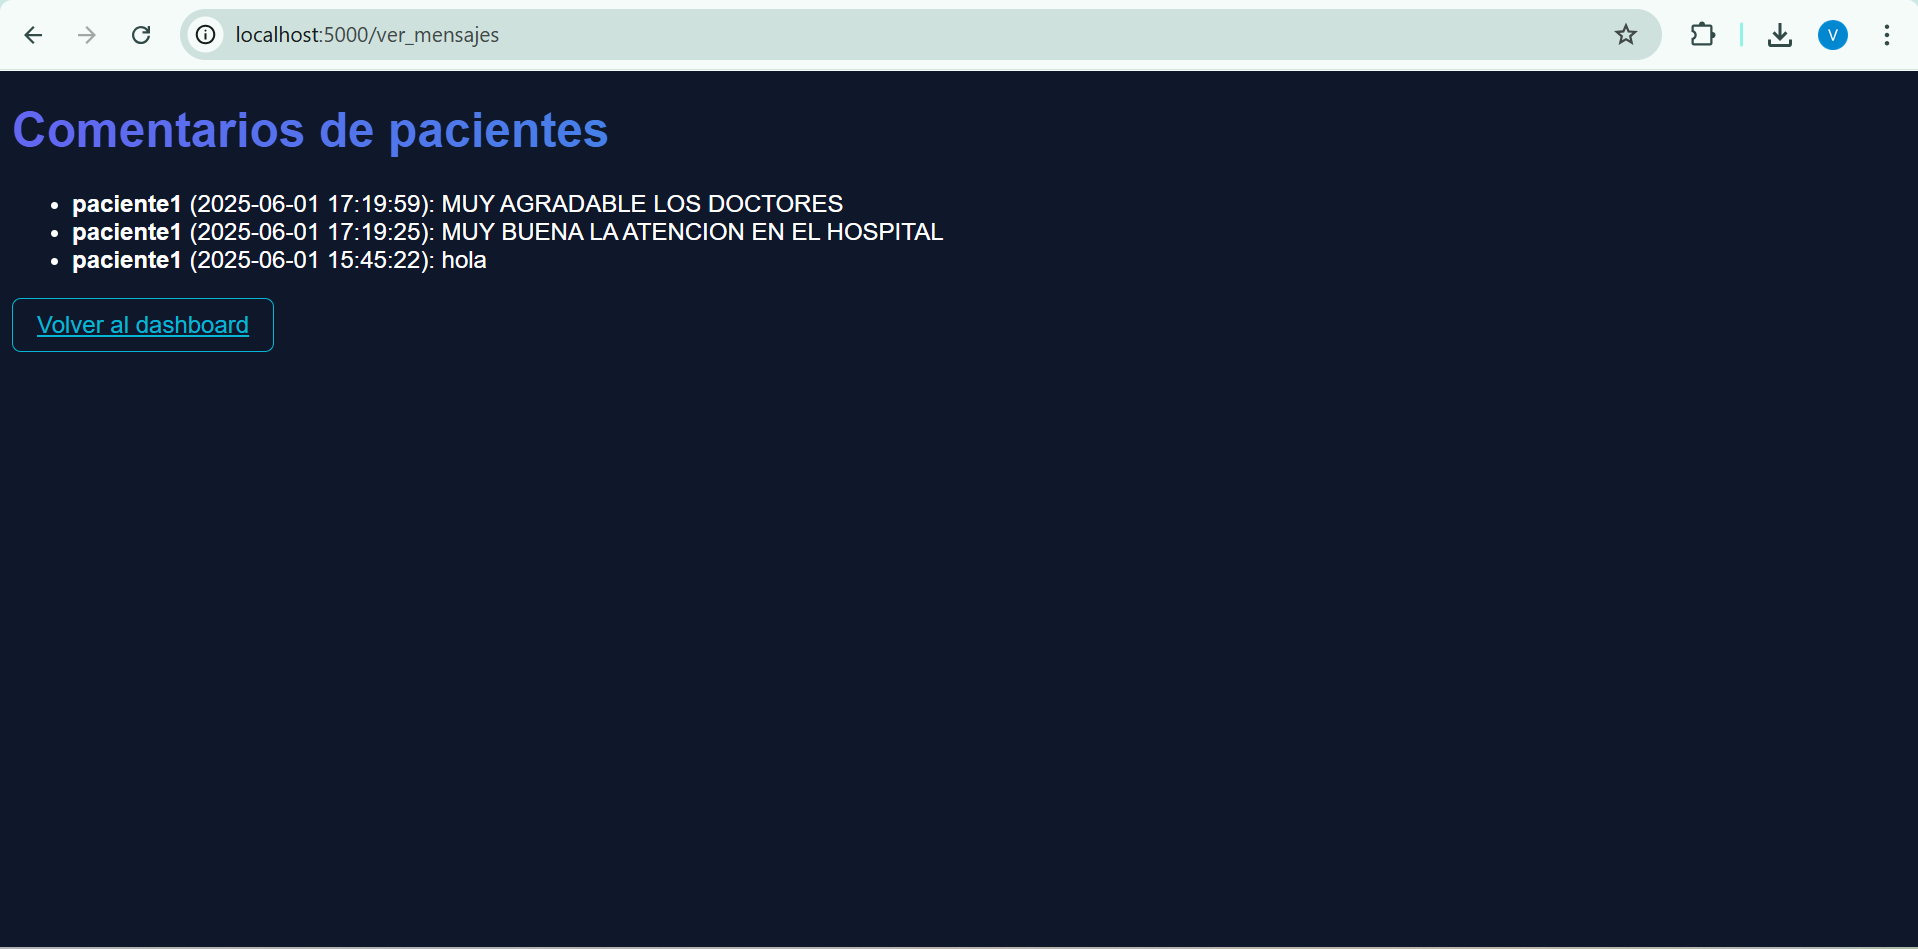 localhost:5000/ver_mensajes
V
Comentarios de pacientes
paciente1 (2025-06-01 17:19:59): MUY AGRADABLE LOS DOCTORES
paciente1 (2025-06-01 17:19:25): MUY BUENA LA ATENCION EN EL HOSPITAL
paciente1 (2025-06-01 15:45:22): hola
Volver al dashboard